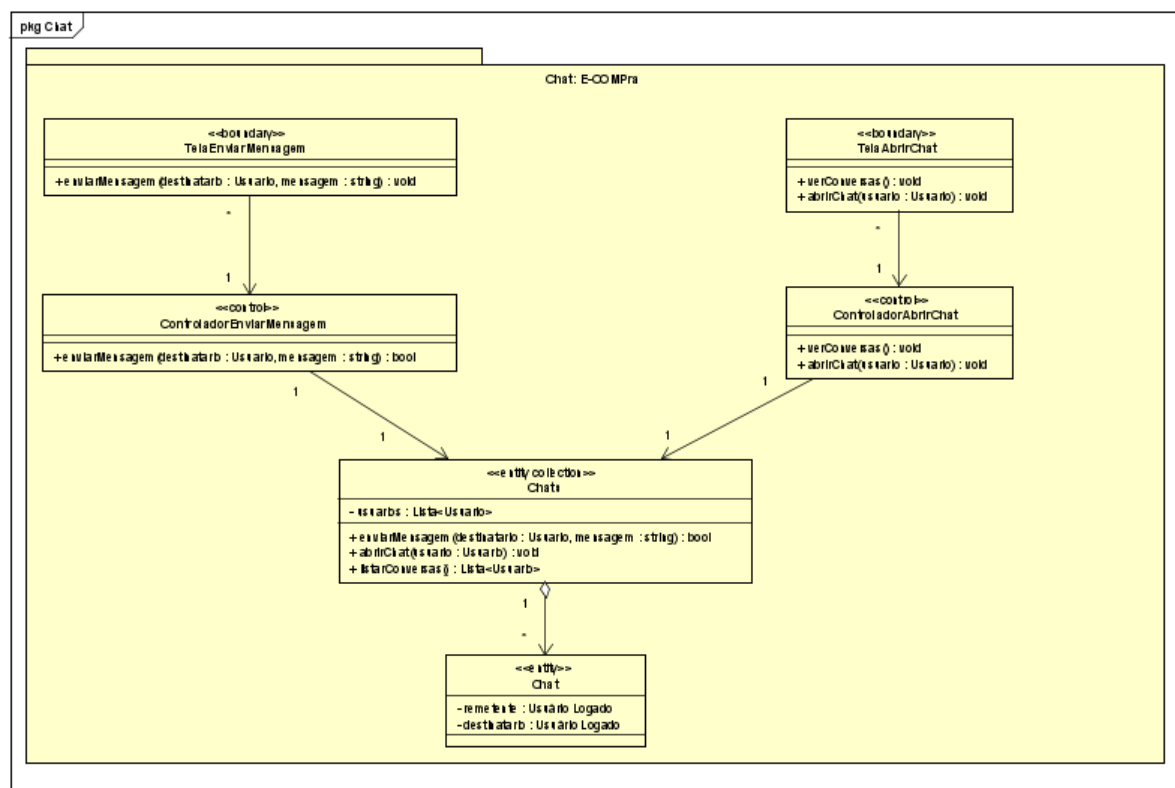 pkg Chat
Chat: E-COMPra
<<boundary>>
TelaEnviarMensagem
+ enviarMensagem(destinatario : Usuario, mensagem : string) : void
<<boundary>>
TelaAbrirChat
+ verConversas() : void
+ abrirChat(usuario : Usuario) : void
*
1
*
1
<<control>>
ControladorEnviarMensagem
+ enviarMensagem(destinatario : Usuario, mensagem : string) : bool
<<control>>
ControladorAbrirChat
+ verConversas() : void
+ abrirChat(usuario : Usuario) : void
1
1
1
1
<<entity collection>>
Chats
- usuarios : Lista<Usuario>
+ enviarMensagem(destinatario : Usuario, mensagem : string) : bool
+ abrirChat(usuario : Usuario) : void
+ listarConversas() : Lista<Usuario>
1
*
<<entity>>
Chat
- remetente : Usuário Logado
- destinatario : Usuário Logado